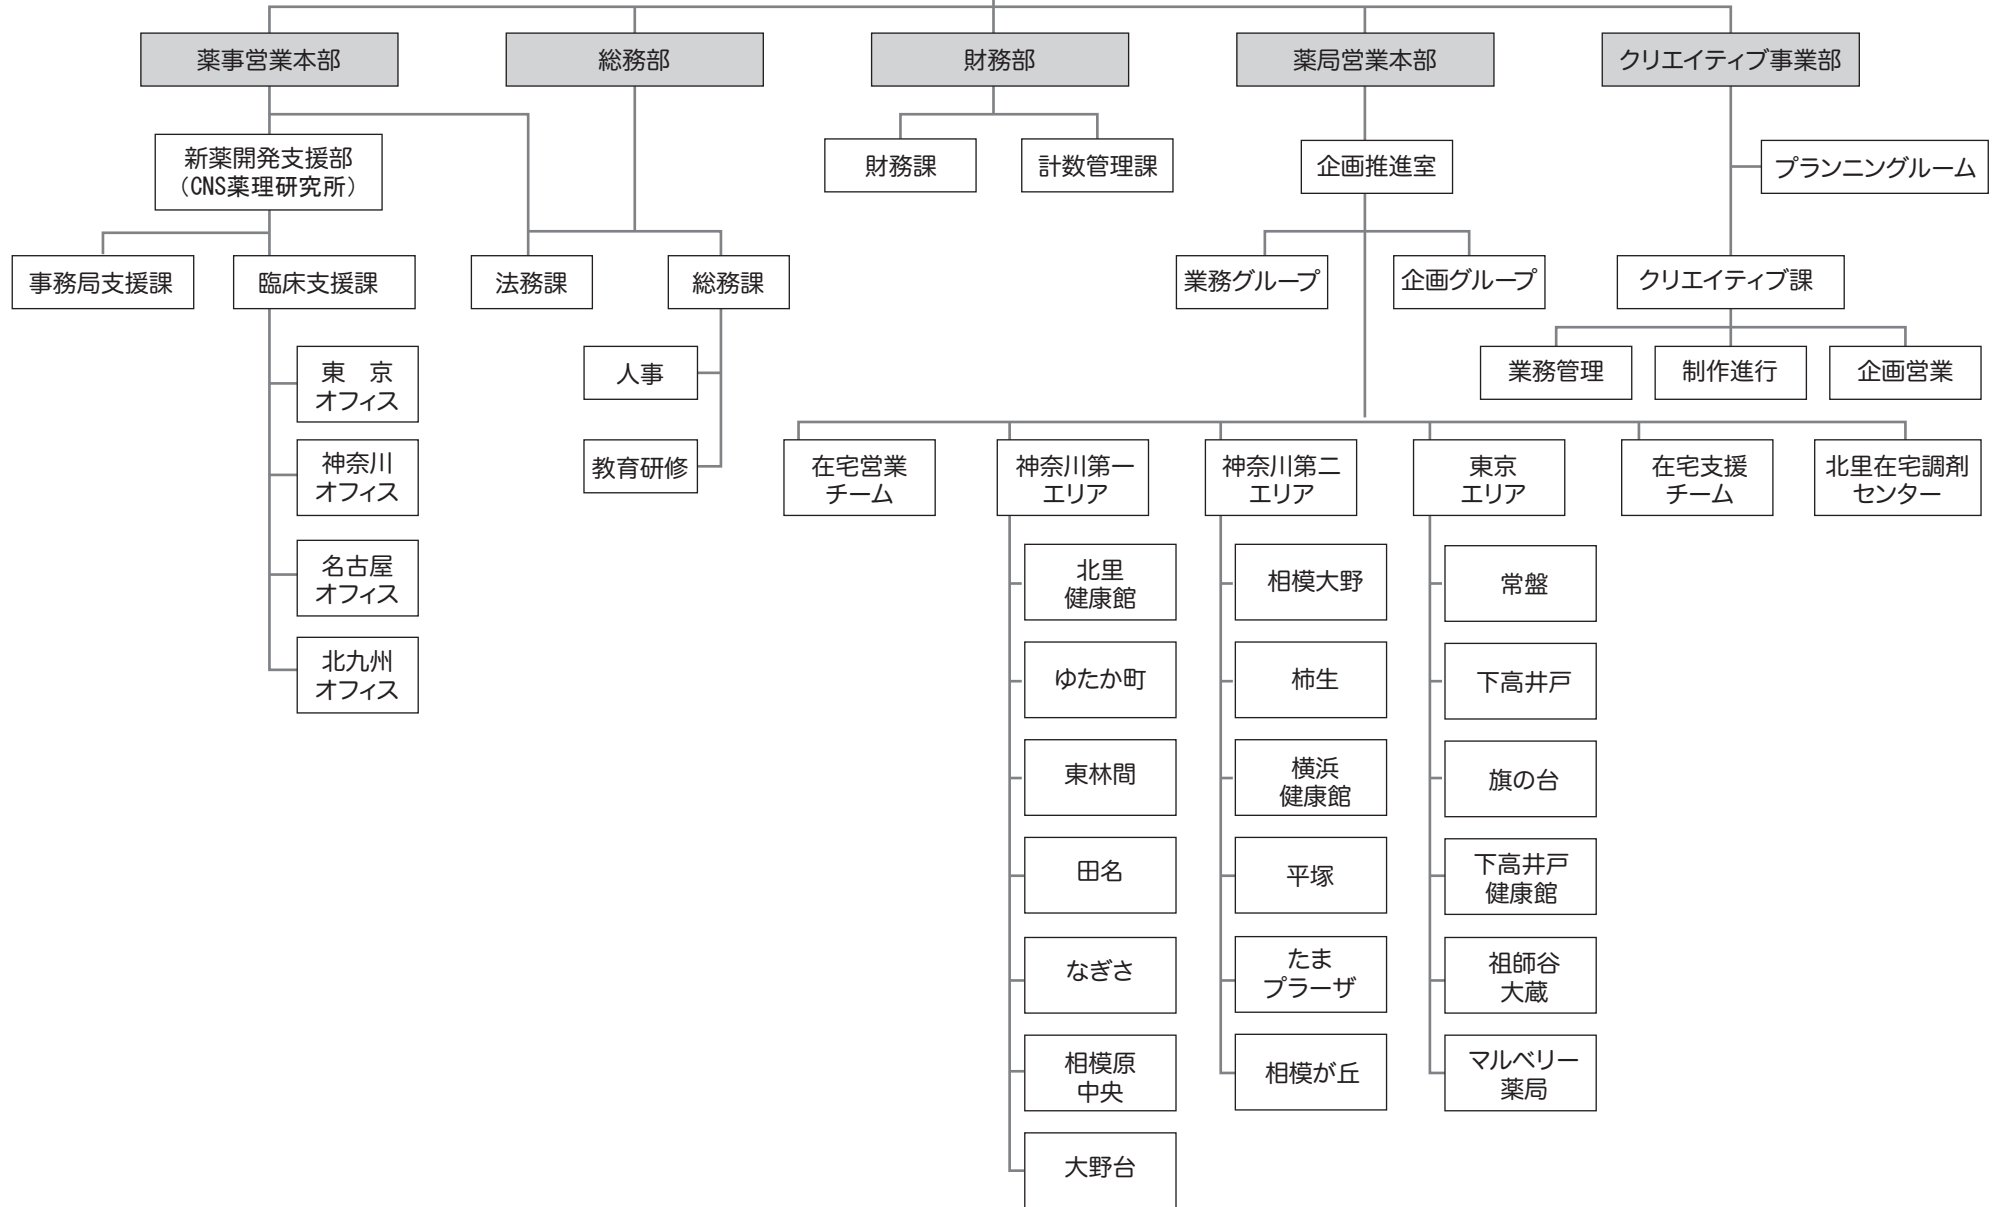 薬事営業本部
総務部
財務部
薬局営業本部
クリエイティブ事業部
新薬開発支援部
（CNS薬理研究所）
財務課
計数管理課
企画推進室
プランニングルーム
事務局支援課
臨床支援課
法務課
総務課
業務グループ
企画グループ
クリエイティブ課
東　京
オフィス
神奈川
オフィス
名古屋
オフィス
北九州
オフィス
人事
教育研修
業務管理
制作進行
企画営業
在宅営業
チーム
神奈川第一
エリア
神奈川第二
エリア
東京
エリア
在宅支援
チーム
北里在宅調剤
センター
北里
健康館
ゆたか町
東林間
田名
なぎさ
相模原
中央
大野台
相模大野
柿生
横浜
健康館
平塚
たま
プラーザ
相模が丘
常盤
下高井戸
旗の台
下高井戸
健康館
祖師谷
大蔵
マルベリー
薬局